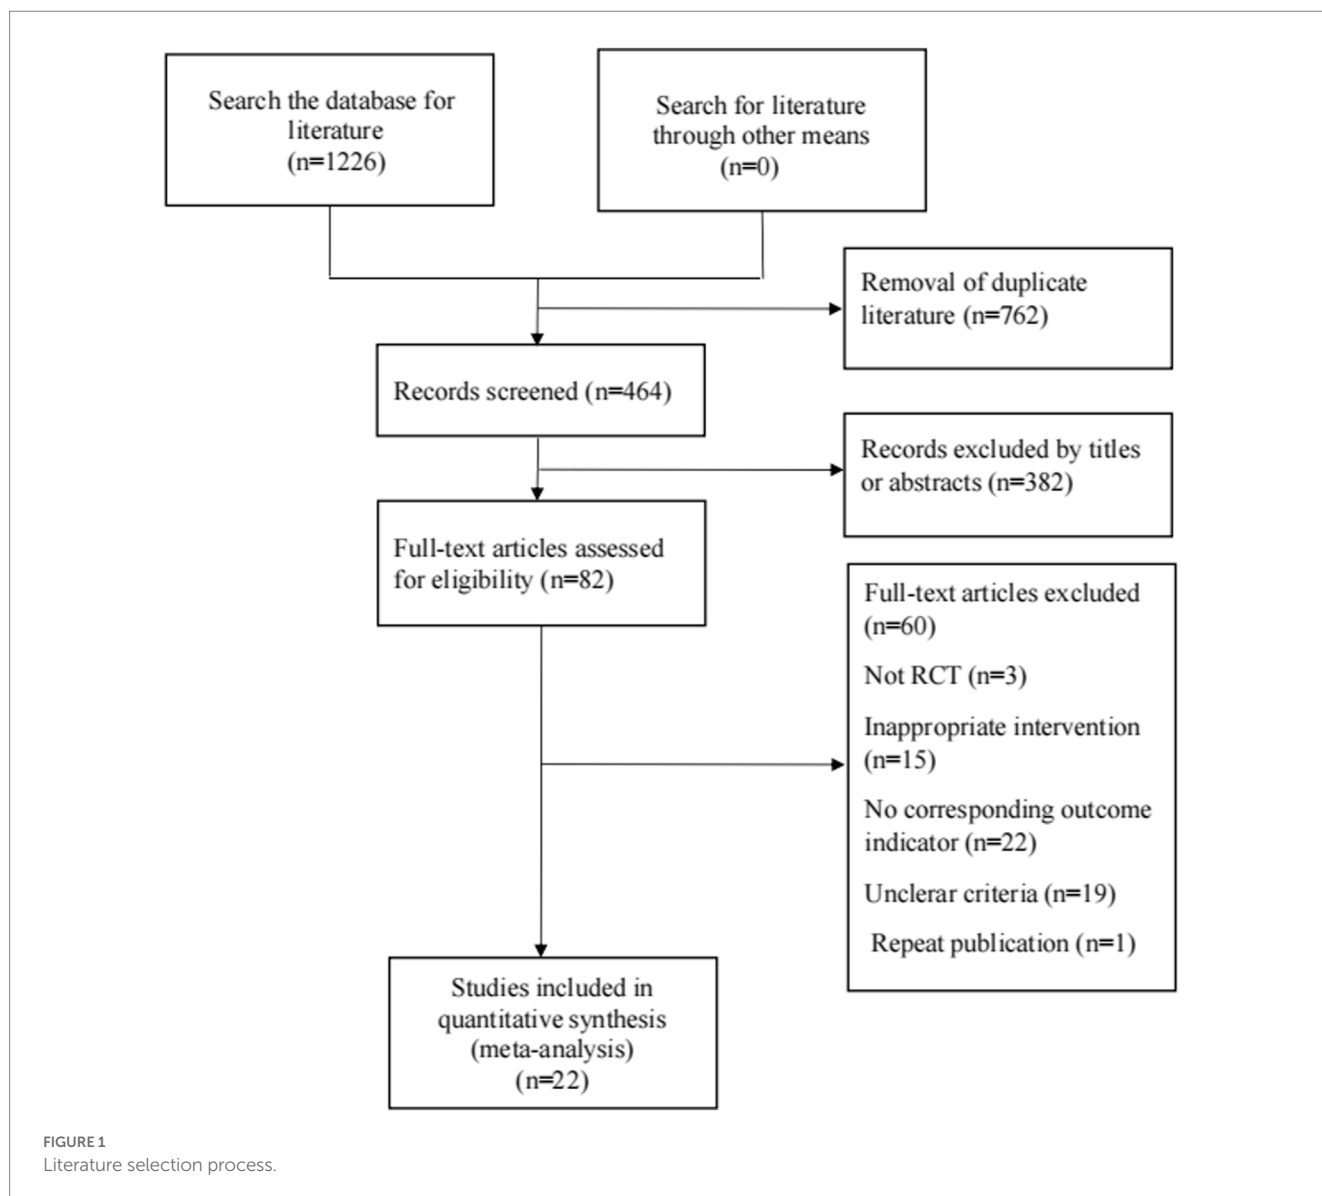 Search the database for
literature
(n=1226)
Search for literature
through other means
(n=0)
Removal of duplicate
literature (n=762)
Records screened (n=464)
Records excluded by titles
or abstracts (n=382)
Full-text articles assessed
for eligibility (n=82)
Full-text articles excluded
(n=60)
Not RCT (n=3)
Inappropriate intervention
(n=15)
No corresponding outcome
indicator (n=22)
Unclerar criteria (n=19)
Repeat publication (n=1)
Studies included in
quantitative synthesis
(meta-analysis)
(n=22)
FIGURE 1
Literature selection process.